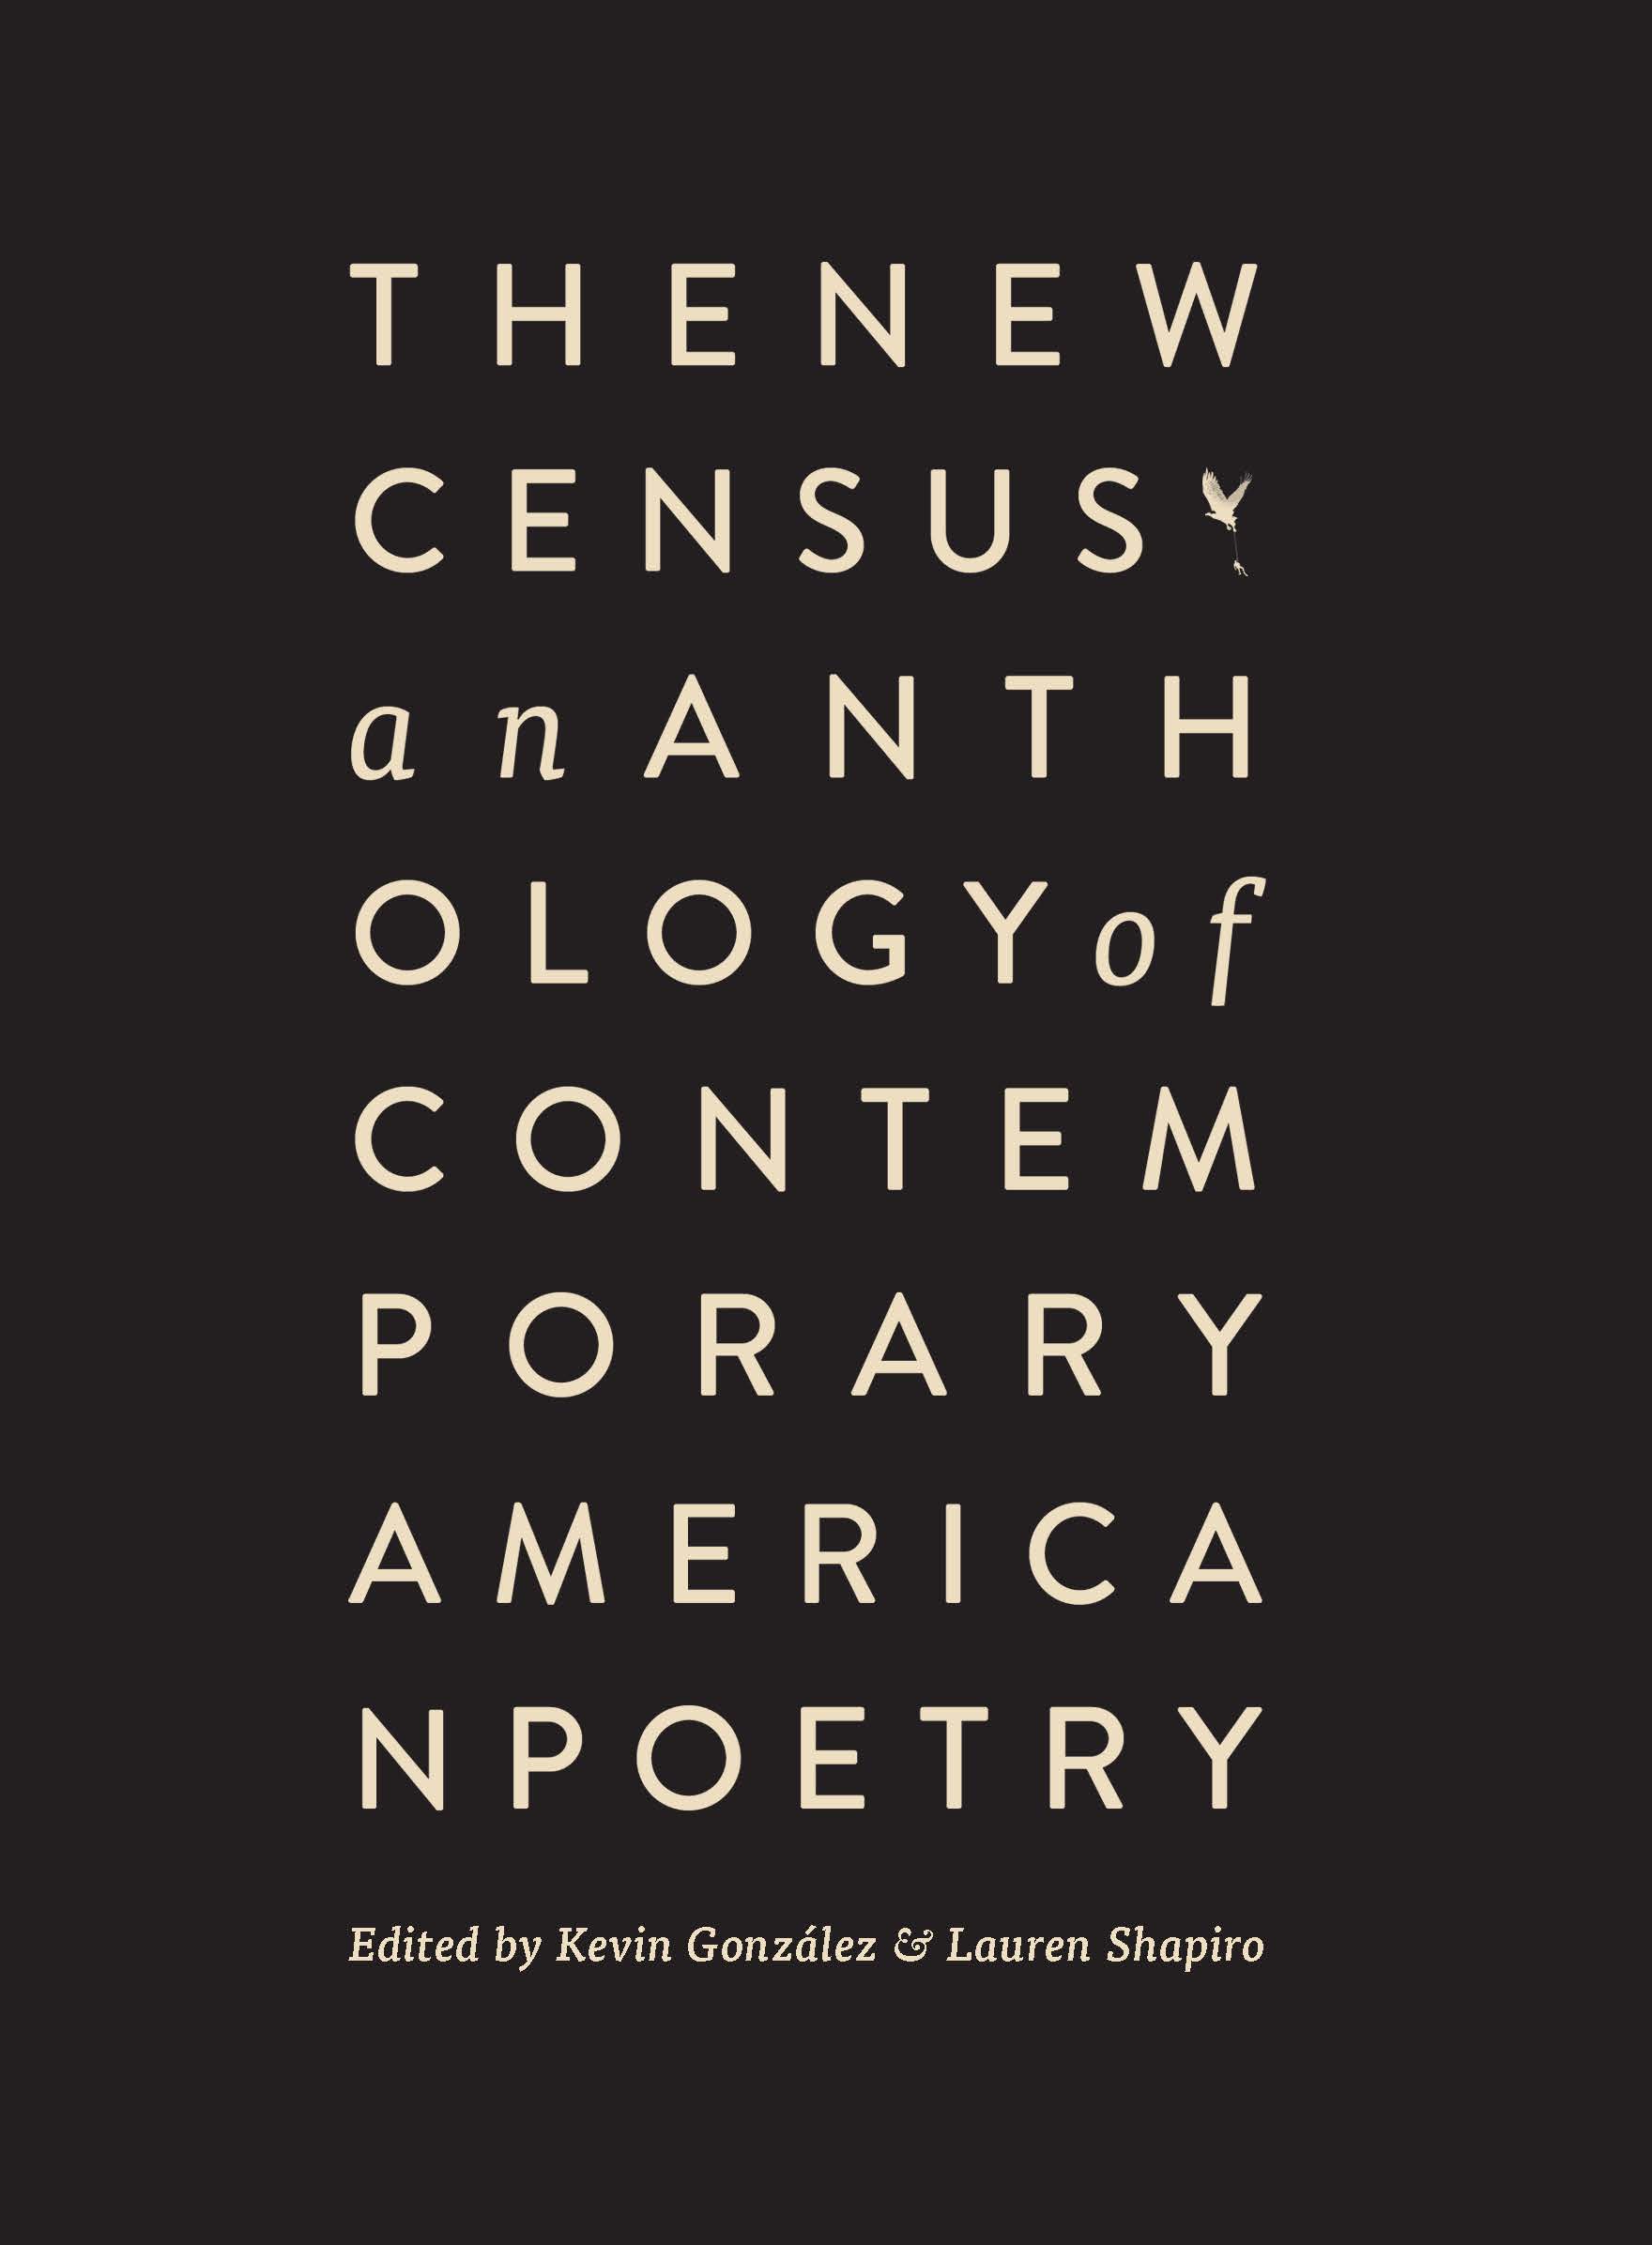 THENEW
CENSUS
anANTH
OLOGYof
CONTEM
PORARY
AMERICA
NPOETRY
Edited by Kevin González & Lauren Shapiro